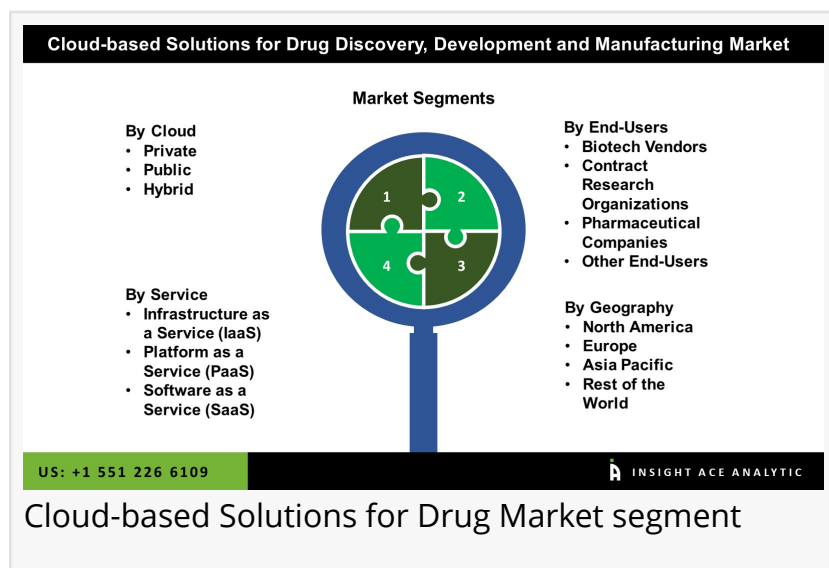 Cloud-based Solutions for Drug Discovery, Development and Manufacturing Market
Market Segments
By Cloud
• Private
• Public
• Hybrid
By Service
• Infrastructure as
a Service (IaaS)
• Platform as a
Service (PaaS)
• Software as a
Service (SaaS)
1
2
4
3
By End-Users
• Biotech Vendors
• Contract
Research
Organizations
• Pharmaceutical
Companies
• Other End-Users
By Geography
• North America
• Europe
• Asia Pacific
• Rest of the
World
US: +1 551 226 6109
INSIGHT ACE ANALYTIC
Cloud-based Solutions for Drug Market segment